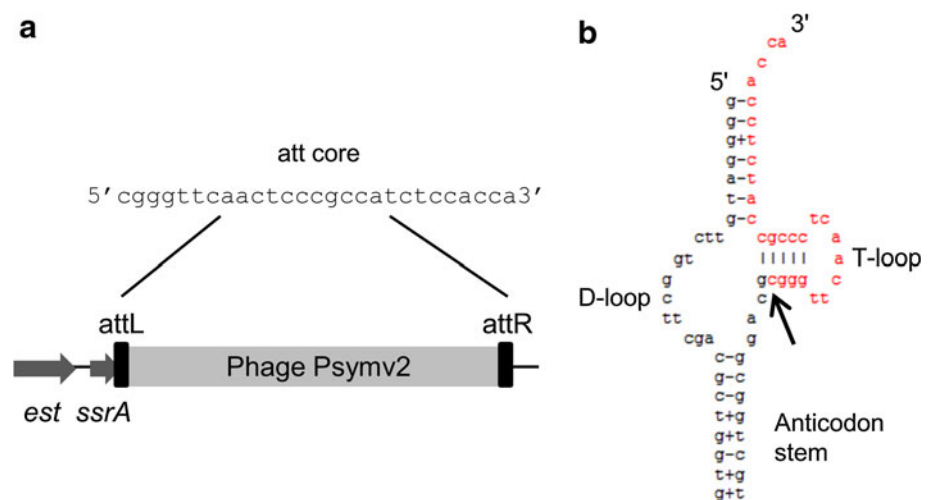 a
att core
5’cgggttcaactcccgccatctccacca3’
attL attR
Phage Psymv2
est ssrA
b
3'
ca
c
5' a
g-c
g-c
g+t
g-c
a-t
t-a
g-c
tc
ctt cgccc a
gt
a T-loop
g gcggg c
D-loop c c tt
tt a
cga g
c-g
g-c
c-g
t+g
g+t
g-c
t+g
g+t
Anticodon
stem